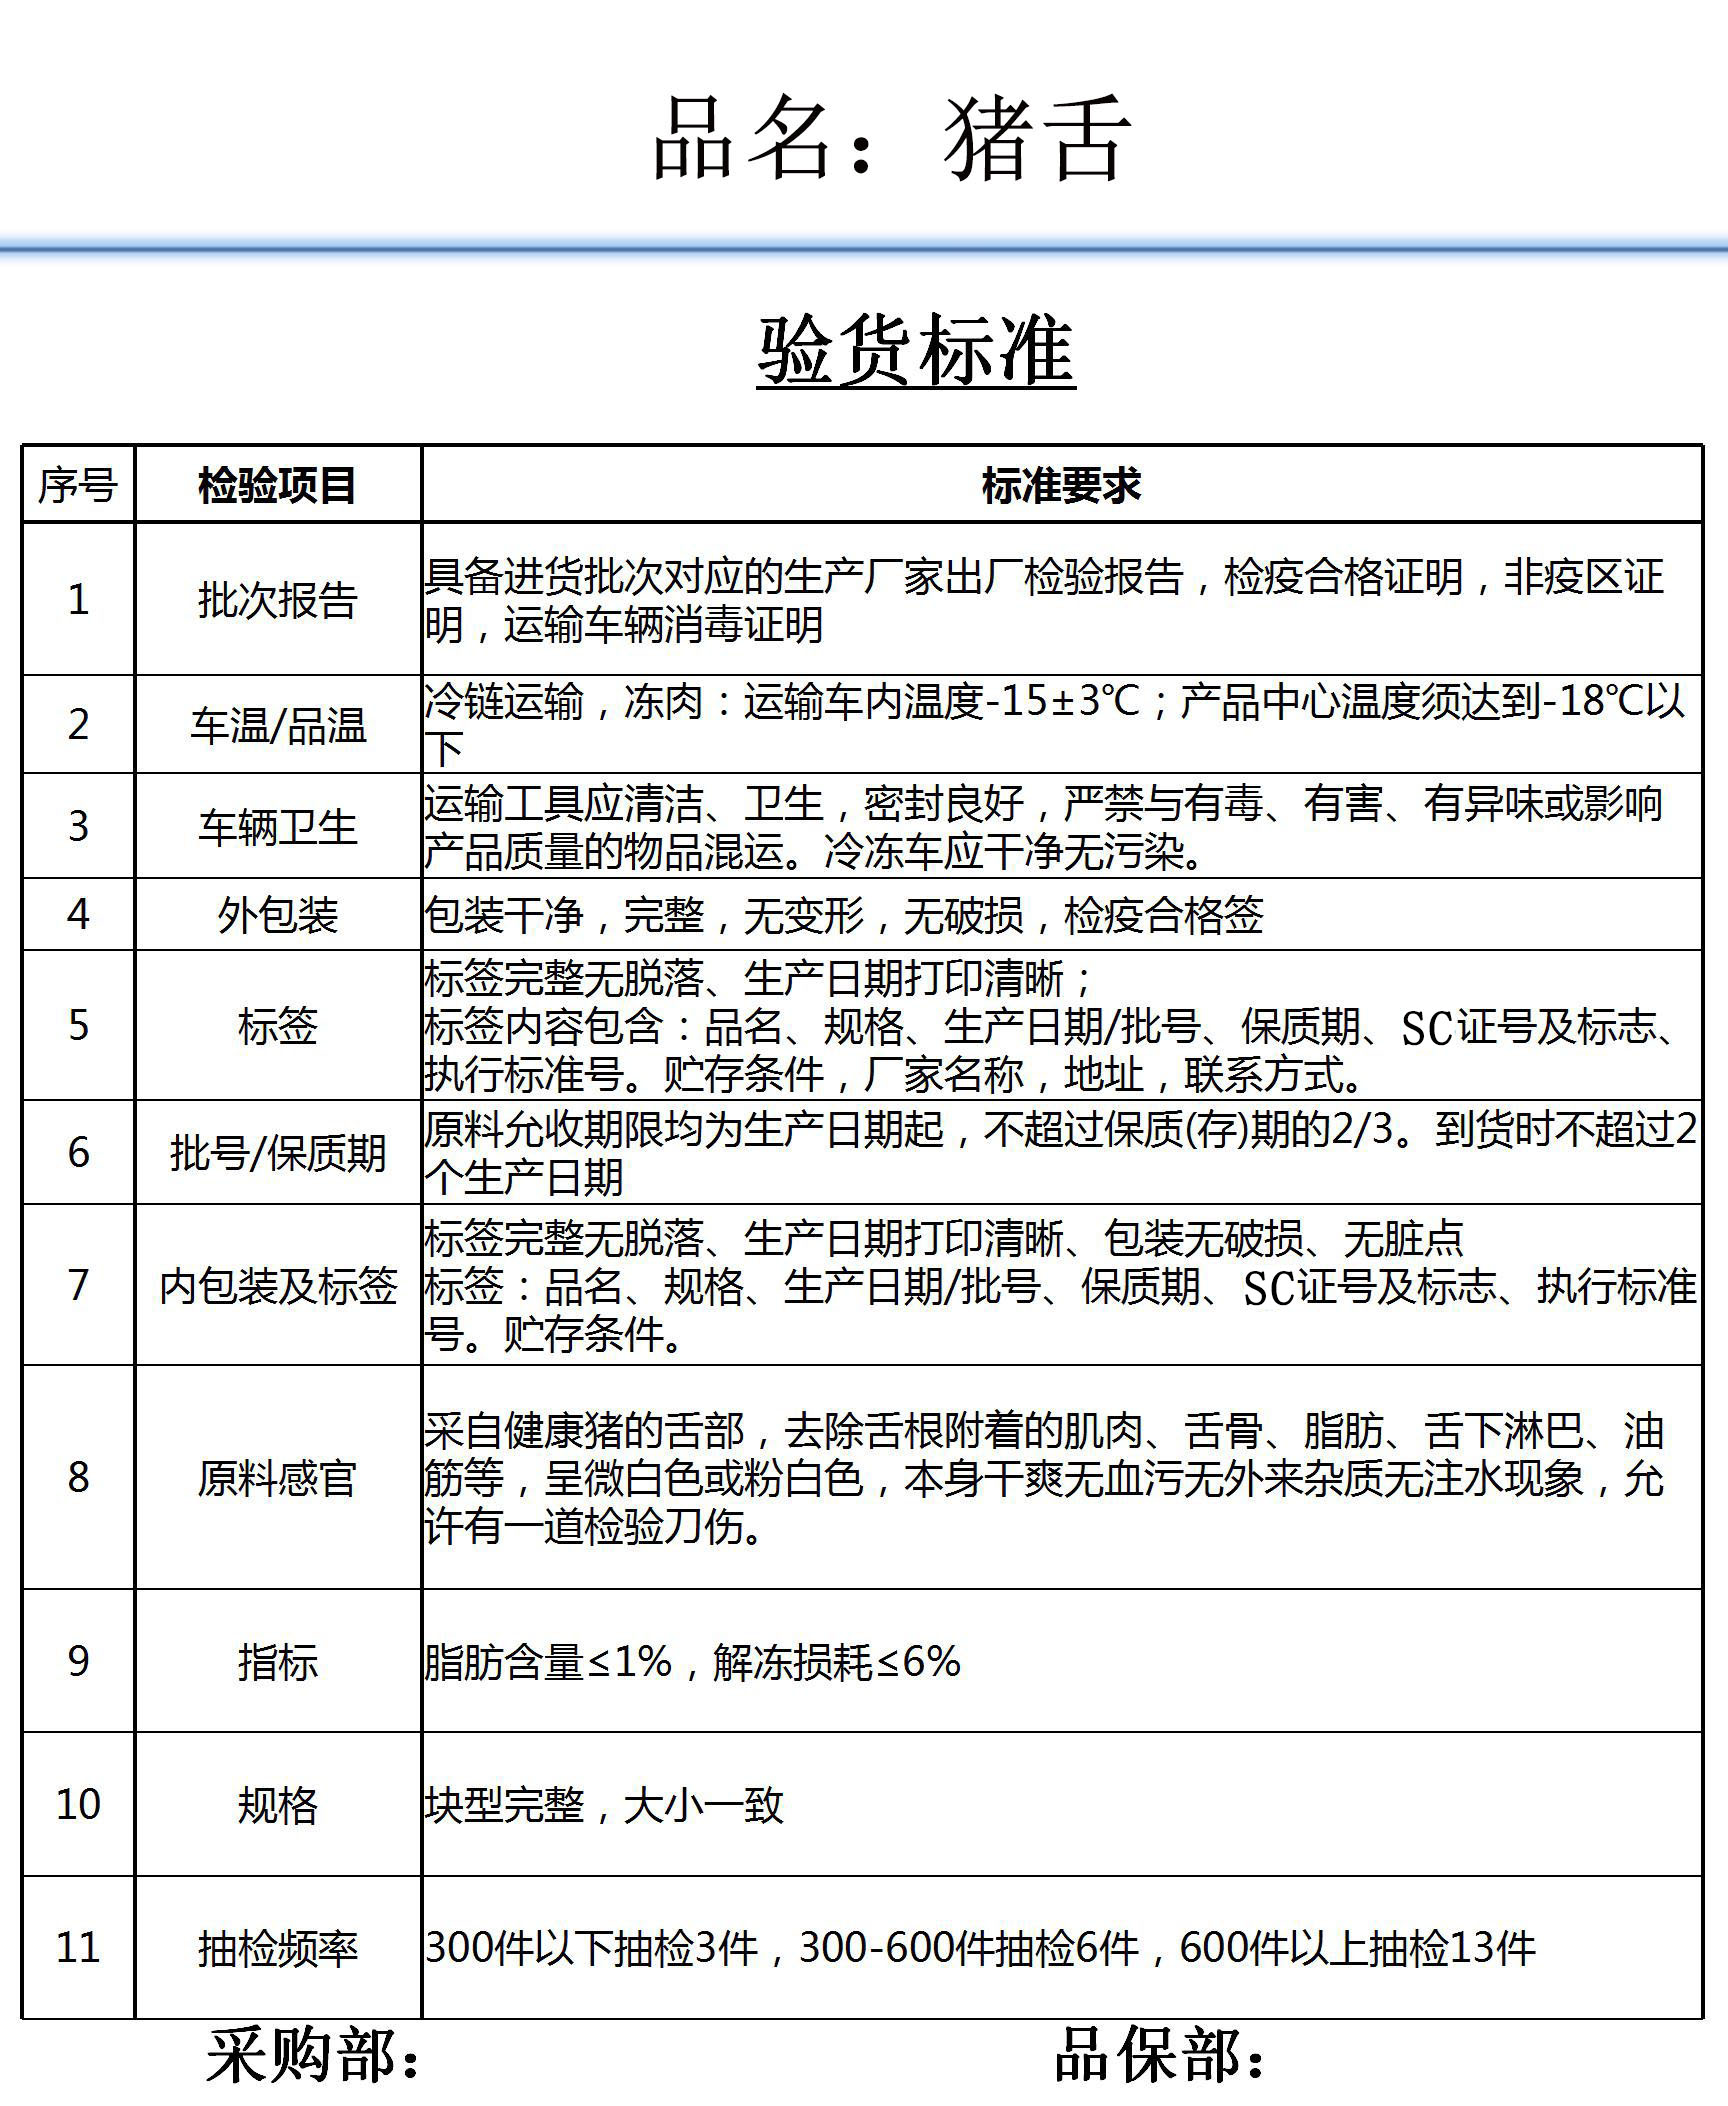 品名：猪舌
验货标准
序号 检验项目 标准要求
1 批次报告 具备进货批次对应的生产厂家出厂检验报告，检疫合格证明，非疫区证
明，运输车辆消毒证明
2 车温/品温 冷链运输，冻肉：运输车内温度-15±3℃；产品中心温度须达到-18℃以
下
3 车辆卫生 运输工具应清洁、卫生，密封良好，严禁与有毒、有害、有异味或影响
产品质量的物品混运。冷冻车应干净无污染。
4 外包装 包装干净，完整，无变形，无破损，检疫合格签
5 标签 标签完整无脱落、生产日期打印清晰；
标签内容包含：品名、规格、生产日期/批号、保质期、SC证号及标志、
执行标准号。贮存条件，厂家名称，地址，联系方式。
6 批号/保质期 原料允收期限均为生产日期起，不超过保质(存)期的2/3。到货时不超过2
个生产日期
7 内包装及标签 标签完整无脱落、生产日期打印清晰、包装无破损、无脏点
标签：品名、规格、生产日期/批号、保质期、SC证号及标志、执行标准
号。贮存条件。
8 原料感官 采自健康猪的舌部，去除舌根附着的肌肉、舌骨、脂肪、舌下淋巴、油
筋等，呈微白色或粉白色，本身干爽无血污无外来杂质无注水现象，允
许有一道检验刀伤。
9 指标 脂肪含量≤1%，解冻损耗≤6%
10 规格 块型完整，大小一致
11 抽检频率 300件以下抽检3件，300-600件抽检6件，600件以上抽检13件
采购部： 品保部：